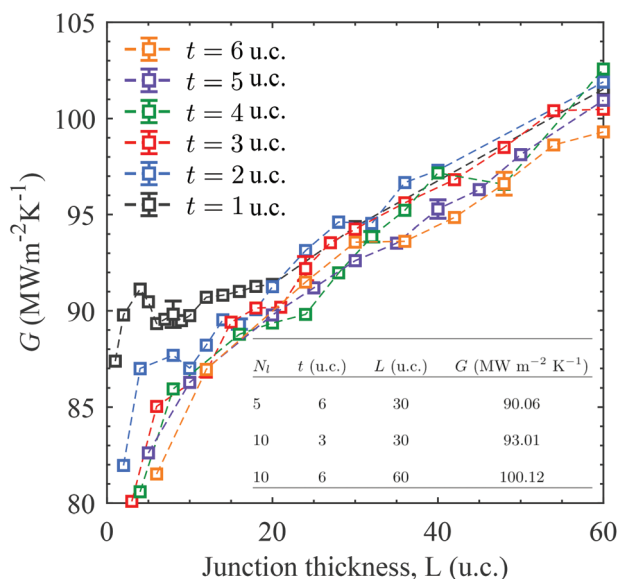 t = 6 u.c.
t = 5 u.c.
t = 4 u.c.
t = 3 u.c.
t = 2 u.c.
t = 1 u.c.
105
100
95
90
85
80
G (MWm⁻²K⁻¹)
N_l t (u.c.) L (u.c.) G (MW m⁻² K⁻¹)
5 6 30 90.06
10 3 30 93.01
10 6 60 100.12
0 20 40 60
Junction thickness, L (u.c.)